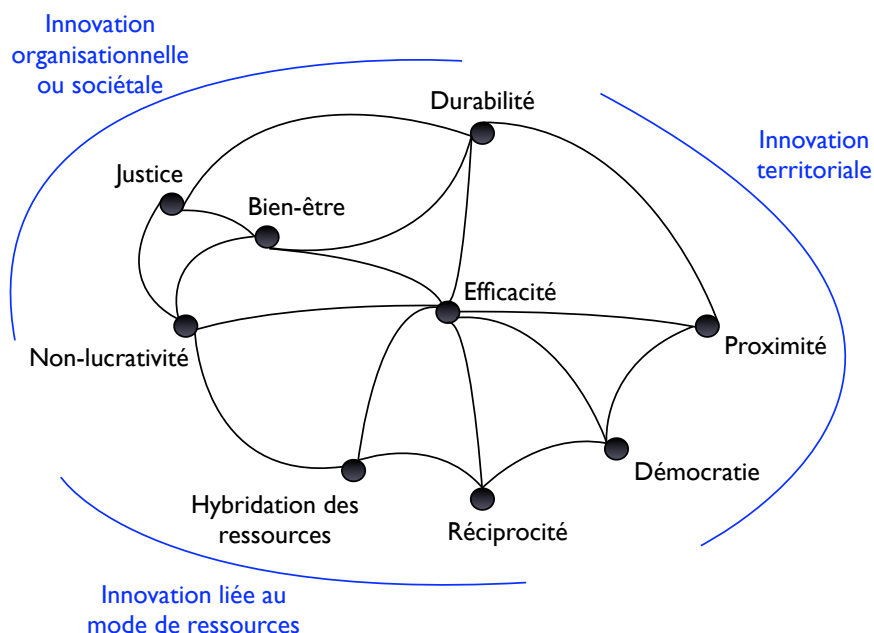 Innovation
organisationnelle
ou sociétale
Durabilité
Innovation
territoriale
Justice
Bien-être
Efficacité
Proximité
Non-lucrativité
Démocratie
Hybridation des
ressources
Réciprocité
Innovation liée au
mode de ressources